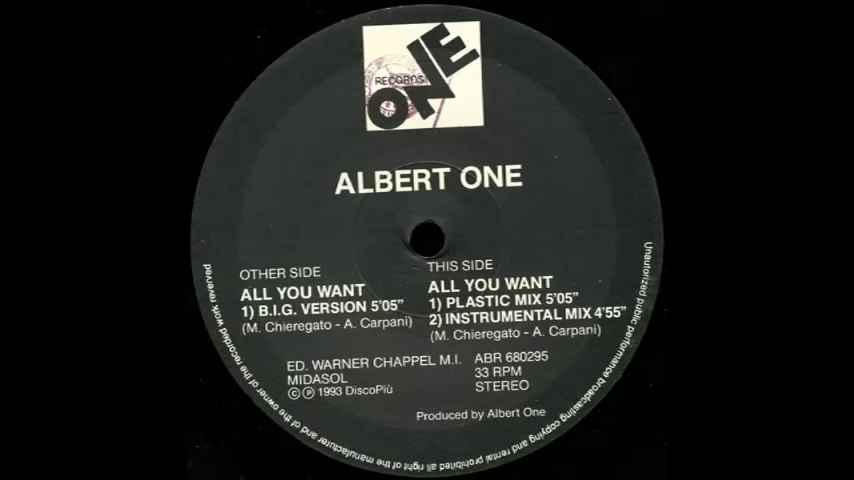 RECORDS
ONE
ALBERT ONE
OTHER SIDE
ALL YOU WANT
1) B.I.G. VERSION 5'05"
(M. Chieregato - A. Carpani)
THIS SIDE
ALL YOU WANT
1) PLASTIC MIX 5'05"
2) INSTRUMENTAL MIX 4'55"
(M. Chieregato - A. Carpani)
ED. WARNER CHAPPEL M.I.
MIDASOL
© ℗ 1993 DiscoPiù
ABR 680295
33 RPM
STEREO
Produced by Albert One
Unautorized public performance broadcasting copying and rental prohibited all right of the manufacturer and of the owner of the recorded work